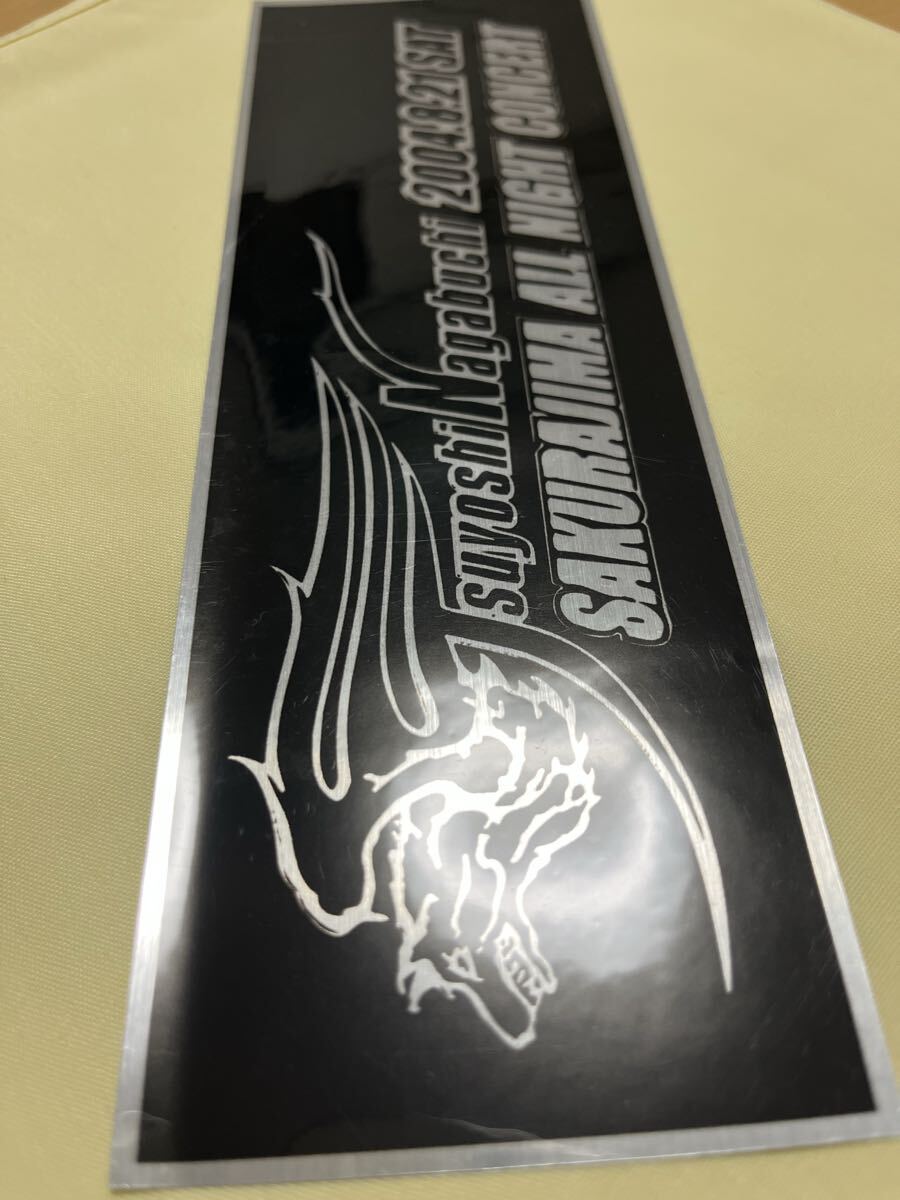 Tsuyoshi Nagabuchi 2004.8.21 SAT
SAKURAJIMA ALL NIGHT CONCERT